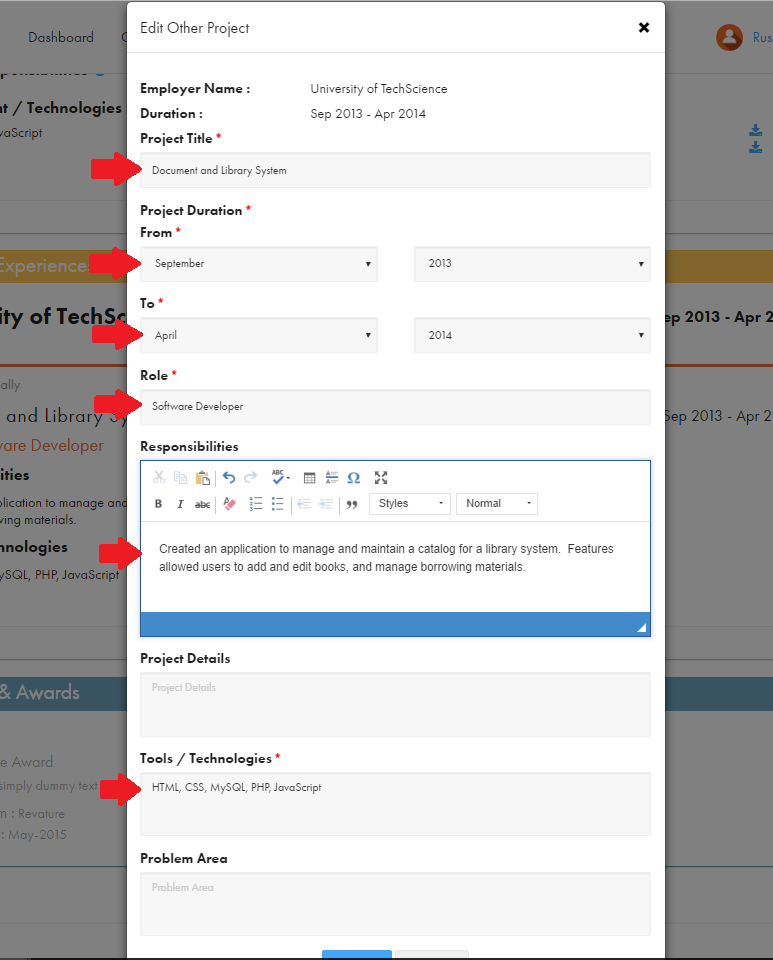 Edit Other Project ✖
Dashboard
Rus
Employer Name : University of TechScience
nt / Technologies
Duration : Sep 2013 - Apr 2014
vaScript
Project Title *
Document and Library System
Project Duration *
From *
Experiences
September 2013
To *
ity of TechSc
ep 2013 - Apr 2
April 2014
Role *
ally
Software Developer
and Library Sy
Sep 2013 - Apr 2
ware Developer
Responsibilities
ities
ABC
B I abc Styles Normal
plication to manage and
wing materials.
Created an application to manage and maintain a catalog for a library system. Features
allowed users to add and edit books, and manage borrowing materials.
hnologies
ySQL, PHP, JavaScript
Project Details
Project Details
& Awards
Tools / Technologies *
HTML, CSS, MySQL, PHP, JavaScript
e Award
simply dummy text
m : Revature
: May-2015
Problem Area
Problem Area